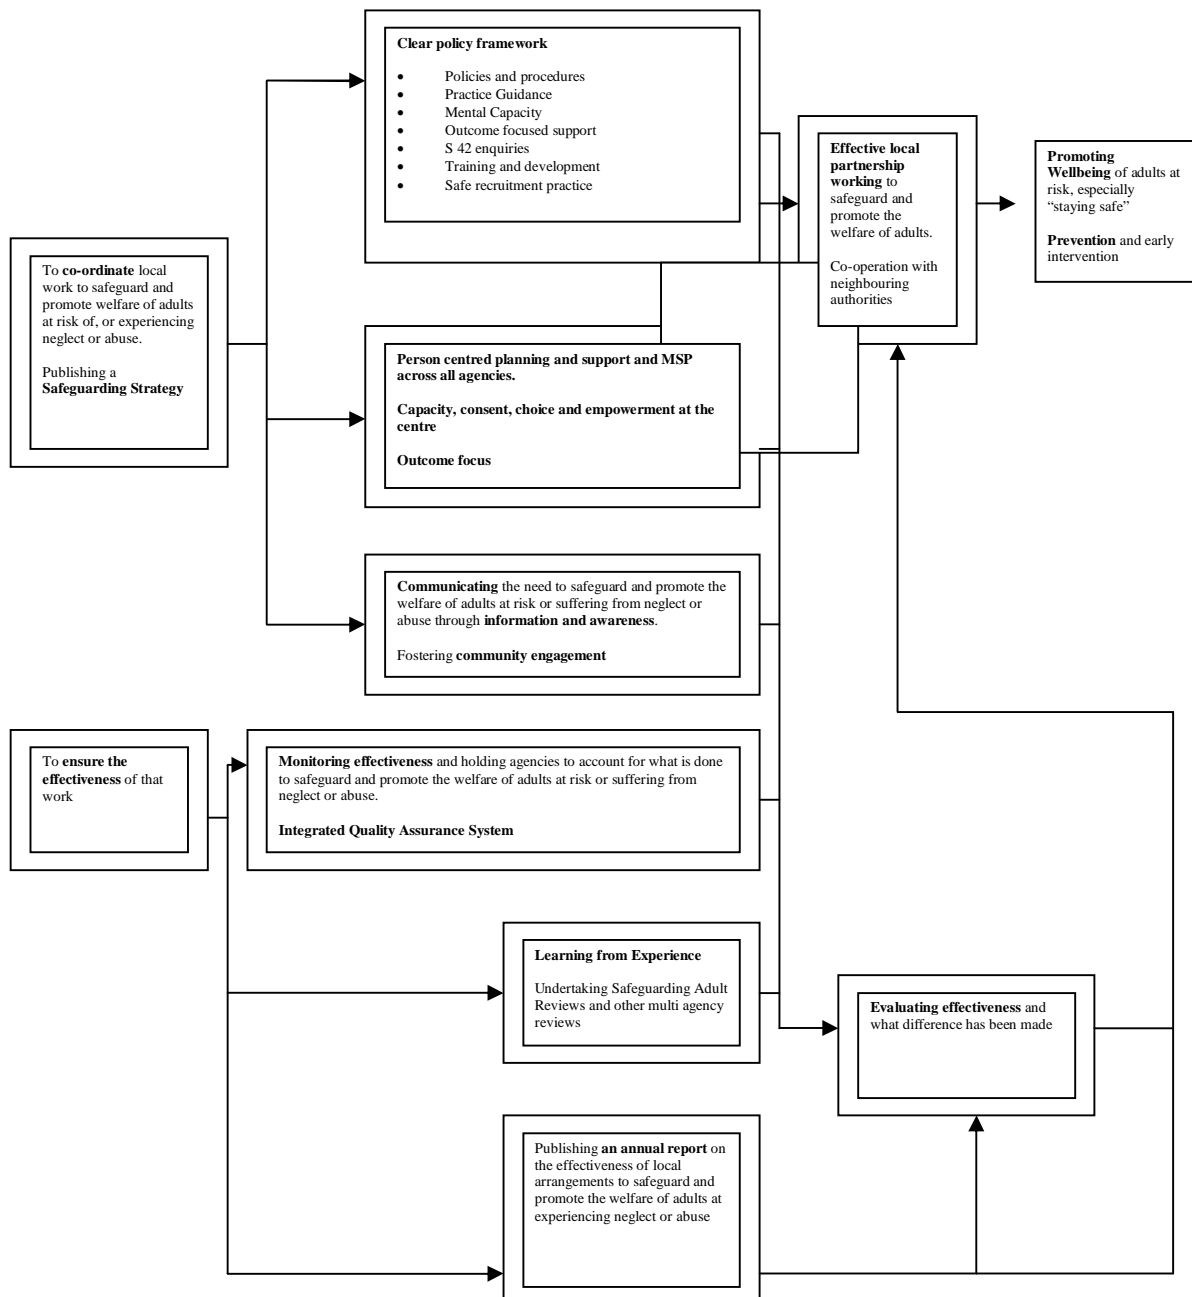 Clear policy framework
• Policies and procedures
• Practice Guidance
• Mental Capacity
• Outcome focused support
• S 42 enquiries
• Training and development
• Safe recruitment practice
Effective local
partnership
working to
safeguard and
promote the
welfare of adults.
Co-operation with
neighbouring
authorities
Promoting
Wellbeing of adults at
risk, especially
“staying safe”
Prevention and early
intervention
To co-ordinate local
work to safeguard and
promote welfare of adults
at risk of, or experiencing
neglect or abuse.
Publishing a
Safeguarding Strategy
Person centred planning and support and MSP
across all agencies.
Capacity, consent, choice and empowerment at the
centre
Outcome focus
Communicating the need to safeguard and promote the
welfare of adults at risk or suffering from neglect or
abuse through information and awareness.
Fostering community engagement
To ensure the
effectiveness of that
work
Monitoring effectiveness and holding agencies to account for what is
done to safeguard and promote the welfare of adults at risk or suffering from
neglect or abuse.
Integrated Quality Assurance System
Learning from Experience
Undertaking Safeguarding Adult
Reviews and other multi agency
reviews
Evaluating effectiveness and
what difference has been made
Publishing an annual report on
the effectiveness of local
arrangements to safeguard and
promote the welfare of adults at
experiencing neglect or abuse